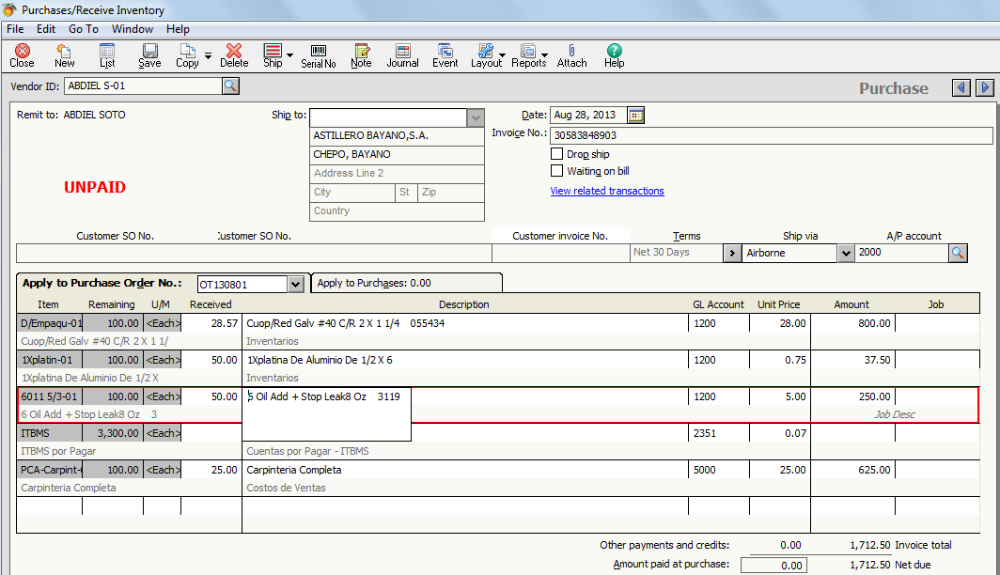 Purchases/Receive Inventory
File Edit Go To Window Help
Close New List Save Copy Delete Ship Serial No Note Journal Event Layout Reports Attach Help
Vendor ID: ABDIEL S-01 Purchase
Remit to: ABDIEL SOTO Ship to: Date: Aug 28, 2013
ASTILLERO BAYANO,S.A. Invoice No.: 30583848903
CHEPO, BAYANO Drop ship
Address Line 2 Waiting on bill
UNPAID
City St Zip View related transactions
Country
Customer SO No. Customer SO No. Customer invoice No. Terms Ship via A/P account
Net 30 Days Airborne 2000
Apply to Purchase Order No.: OT130801 Apply to Purchases: 0.00
Item Remaining U/M Received Description GL Account Unit Price Amount Job
D/Empaqu-01 100.00 <Each> 28.57 Cuop/Red Galv #40 C/R 2 X 1 1/4 055434 1200 28.00 800.00
Cuop/Red Galv #40 C/R 2 X 1 1/ Inventarios
1Xplatin-01 100.00 <Each> 50.00 1Xplatina De Aluminio De 1/2 X 6 1200 0.75 37.50
1Xplatina De Aluminio De 1/2 X Inventarios
6011 5/3-01 100.00 <Each> 50.00 6 Oil Add + Stop Leak8 Oz 3119 1200 5.00 250.00
6 Oil Add + Stop Leak8 Oz 3 Job Desc
ITBMS 3,300.00 <Each> 2351 0.07
ITBMS por Pagar Cuentas por Pagar - ITBMS
PCA-Carpint- 100.00 <Each> 25.00 Carpinteria Completa 5000 25.00 625.00
Carpinteria Completa Costos de Ventas
Other payments and credits: 0.00 1,712.50 Invoice total
Amount paid at purchase: 0.00 1,712.50 Net due